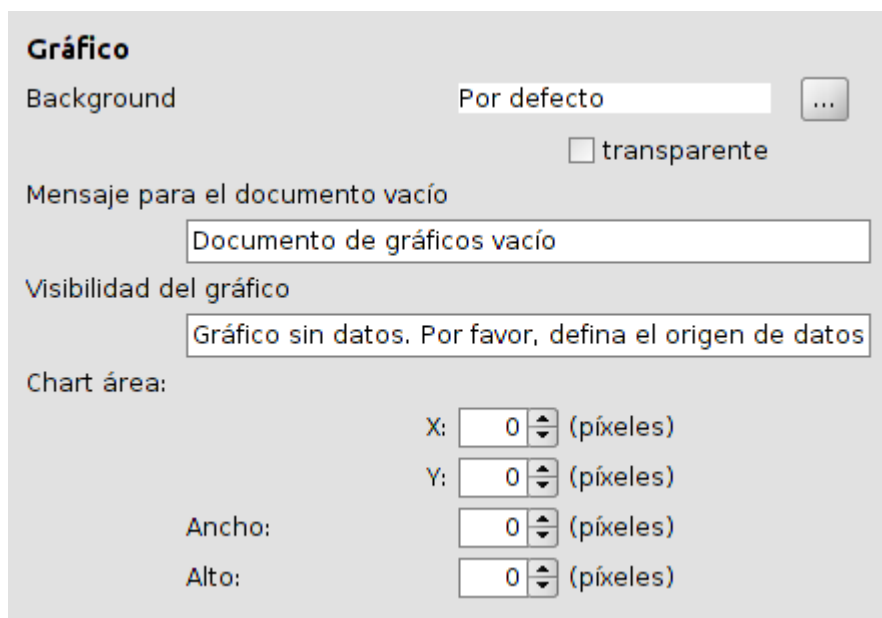 Gráfico
Background Por defecto ...
transparente
Mensaje para el documento vacío
Documento de gráficos vacío
Visibilidad del gráfico
Gráfico sin datos. Por favor, defina el origen de datos
Chart área:
X: 0 (píxeles)
Y: 0 (píxeles)
Ancho: 0 (píxeles)
Alto: 0 (píxeles)